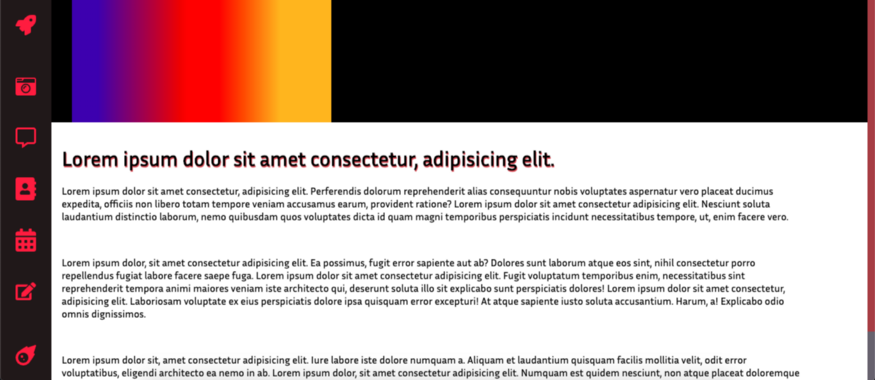 Lorem ipsum dolor sit amet consectetur, adipisicing elit.
Lorem ipsum dolor sit amet consectetur, adipisicing elit. Perferendis dolorum reprehenderit alias consequuntur nobis voluptates aspernatur vero placeat ducimus
expedita, officiis non libero totam tempore veniam accusamus earum, provident ratione? Lorem ipsum dolor sit amet consectetur adipisicing elit. Nesciunt soluta
laudantium distinctio laborum, nemo quibusdam quos voluptates dicta id quam magni temporibus perspiciatis incidunt necessitatibus tempore, ut, enim facere vero.
Lorem ipsum dolor, sit amet consectetur adipisicing elit. Ea possimus, fugit error sapiente aut ab? Dolores sunt laborum atque eos sint, nihil consectetur porro
repellendus fugiat labore facere saepe fuga. Lorem ipsum dolor sit amet consectetur adipisicing elit. Fugit voluptatum temporibus enim, necessitatibus sint
reprehenderit tempora animi maiores veniam iste architecto qui, deserunt soluta illo sit explicabo sunt perspiciatis dolores! Lorem ipsum dolor sit amet consectetur,
adipisicing elit. Laboriosam voluptate ex eius perspiciatis dolore ipsa quisquam error excepturi! At atque sapiente iusto soluta accusantium. Harum, a! Explicabo odio
omnis dignissimos.
Lorem ipsum dolor sit, amet consectetur adipisicing elit. Iure labore iste dolore numquam a. Aliquam et laudantium quisquam facilis mollitia velit, odit error
voluptatibus, eligendi architecto ea nemo in ab. Lorem ipsum dolor, sit amet consectetur adipisicing elit. Numquam est quidem nesciunt, non atque placeat doloremque